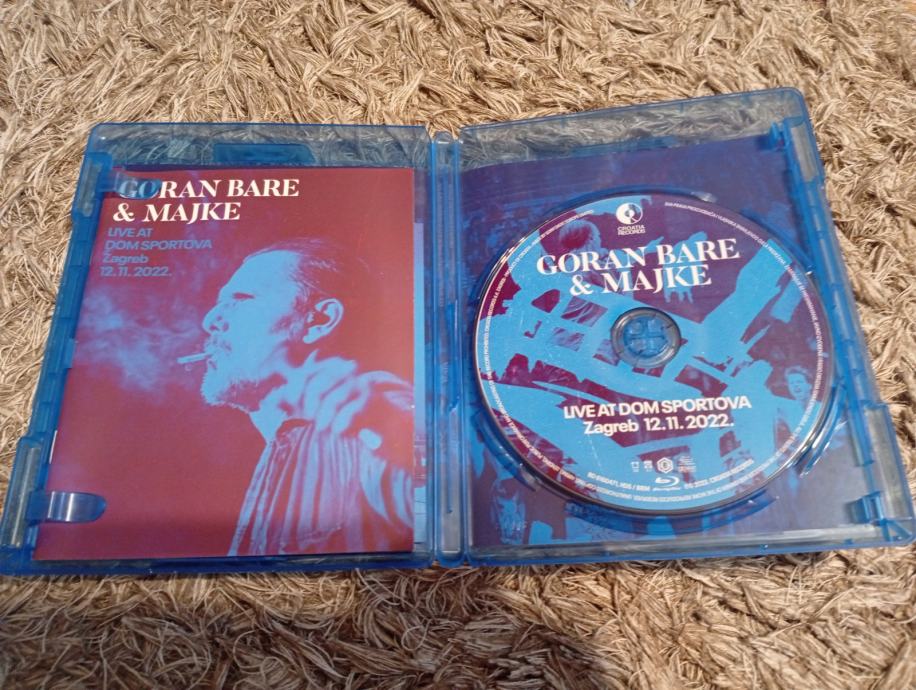 GORAN BARE
& MAJKE
LIVE AT
DOM SPORTOVA
Zagreb
12.11.2022.
CROATIA
RECORDS
GORAN BARE
& MAJKE
LIVE AT DOM SPORTOVA
Zagreb 12.11.2022.